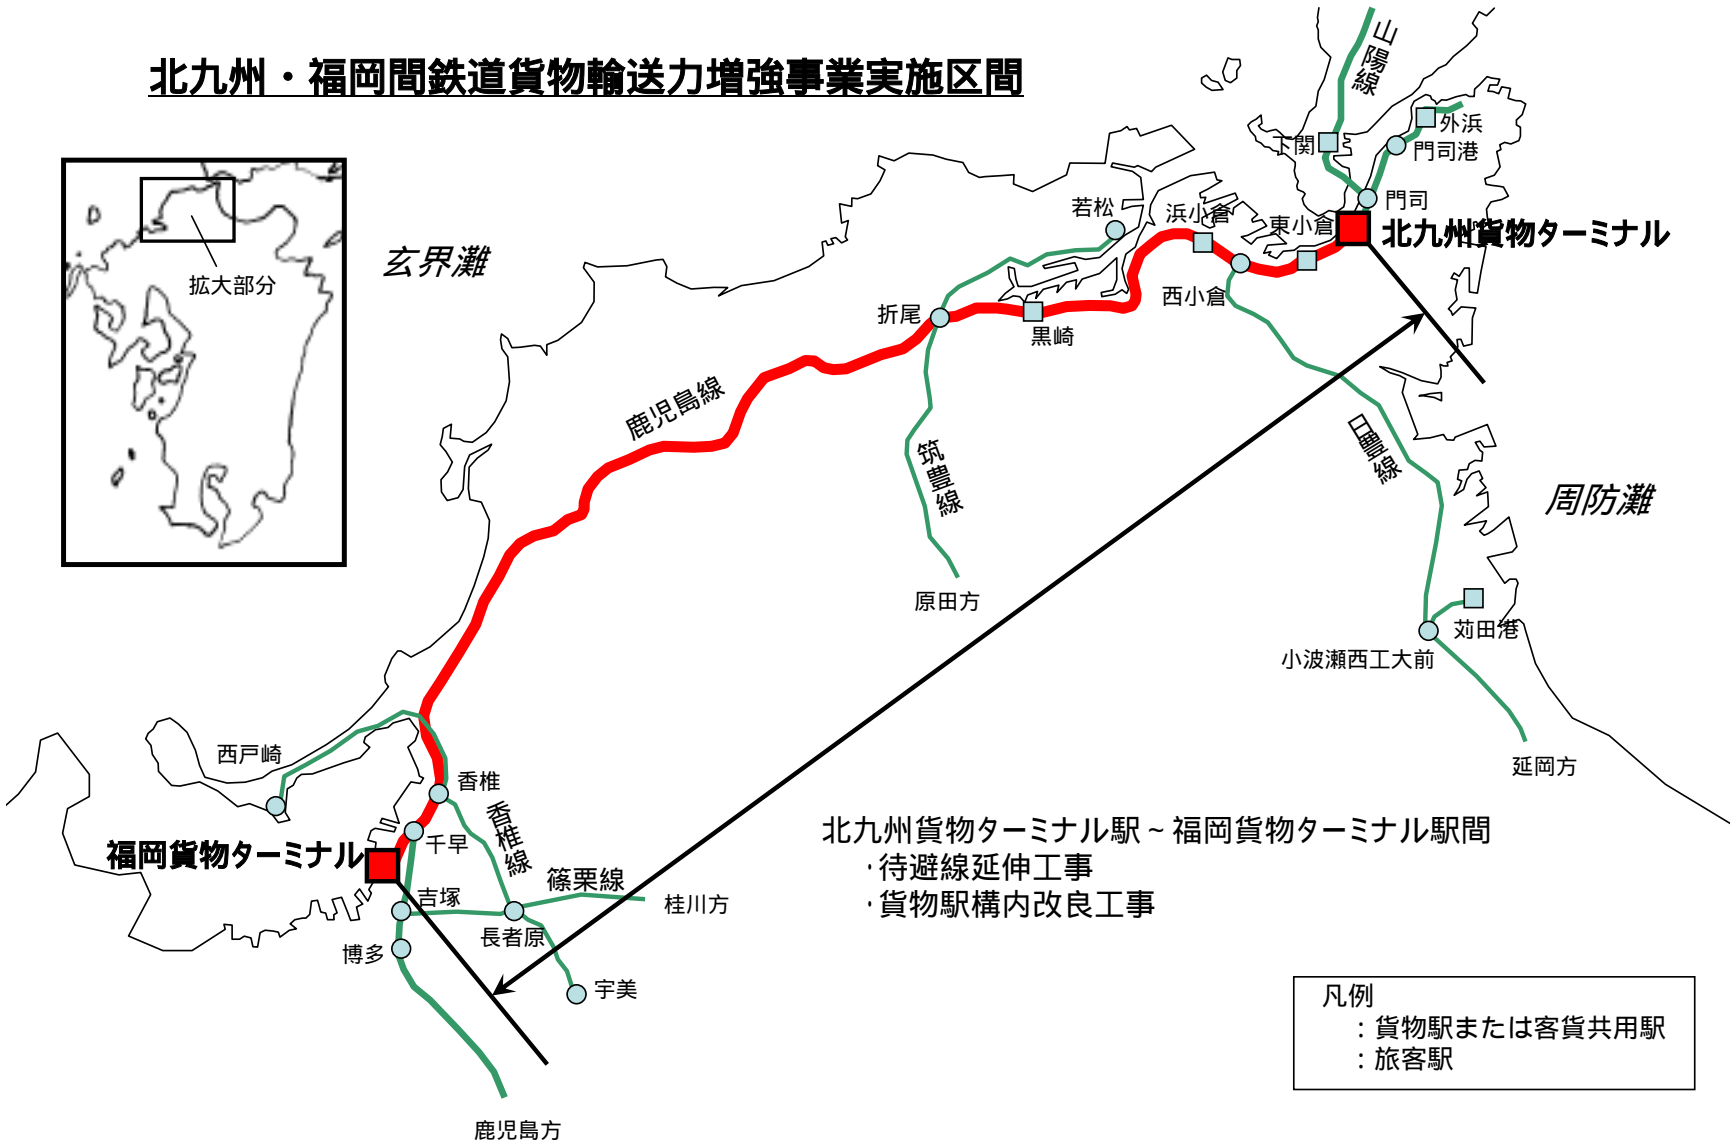 北九州・福岡間鉄道貨物輸送力増強事業実施区間
山陽線
外浜
下関
門司港
門司
若松
浜小倉
東小倉
北九州貨物ターミナル
玄界灘
拡大部分
西小倉
折尾
黒崎
鹿児島線
筑豊線
日豊線
周防灘
原田方
苅田港
小波瀬西工大前
西戸崎
延岡方
香椎
香椎線
千早
福岡貨物ターミナル
北九州貨物ターミナル駅~福岡貨物ターミナル駅間
・待避線延伸工事
・貨物駅構内改良工事
篠栗線
吉塚
桂川方
長者原
博多
宇美
凡例
:貨物駅または客貨共用駅
:旅客駅
鹿児島方